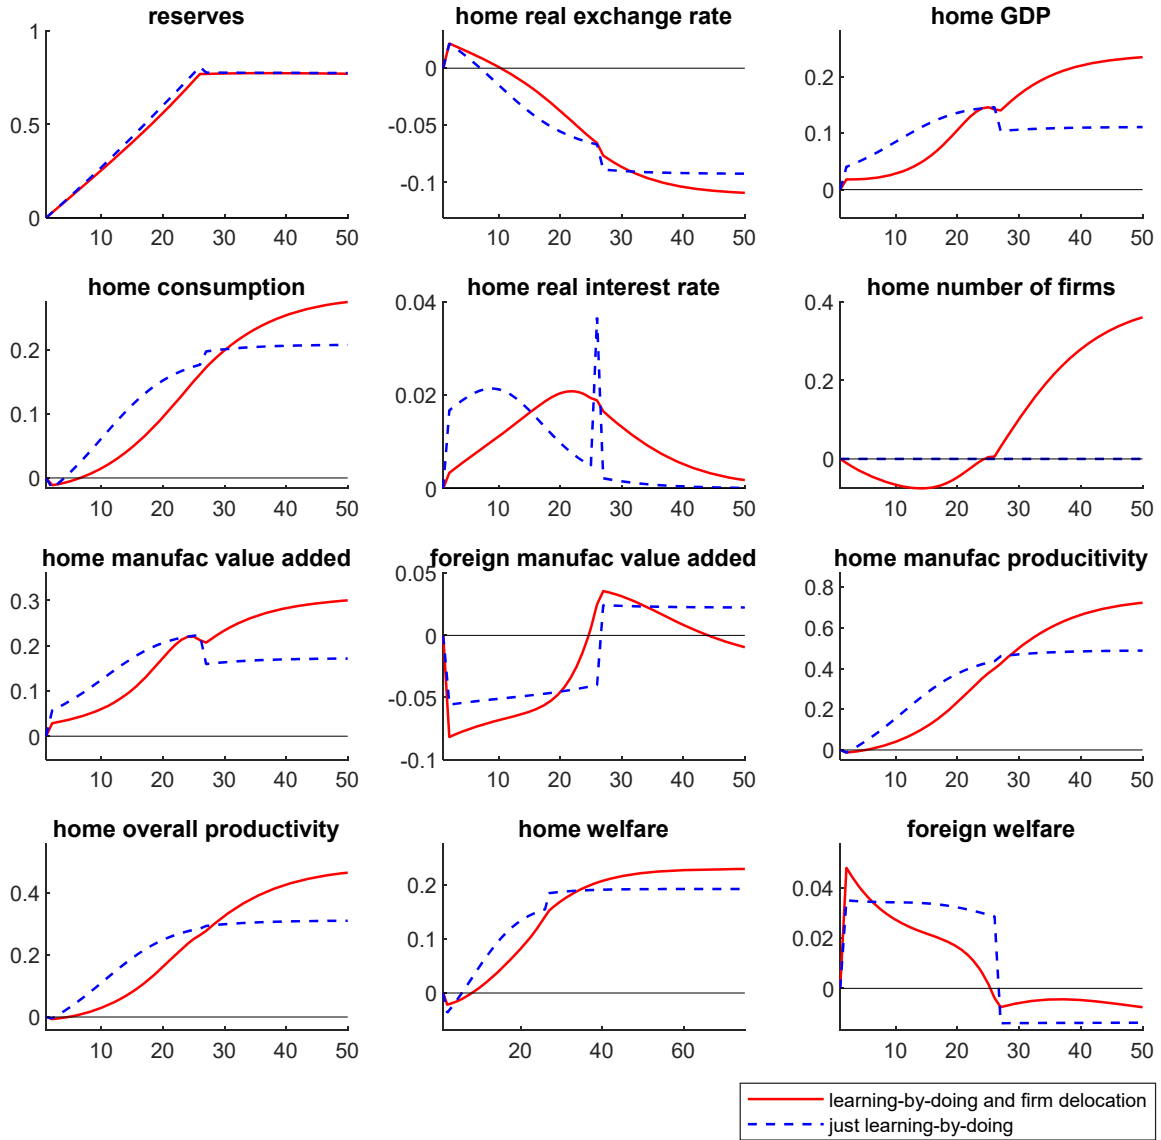 reserves
home real exchange rate
home GDP
1
0.5
0
10 20 30 40 50
0
-0.05
-0.1
10 20 30 40 50
0.2
0.1
0
10 20 30 40 50
home consumption
home real interest rate
home number of firms
0.2
0.1
0
10 20 30 40 50
0.04
0.02
0
10 20 30 40 50
0.4
0.2
0
10 20 30 40 50
home manufac value added
foreign manufac value added
home manufac producitivity
0.3
0.2
0.1
0
10 20 30 40 50
0.05
0
-0.05
-0.1
10 20 30 40 50
0.8
0.6
0.4
0.2
0
10 20 30 40 50
home overall productivity
home welfare
foreign welfare
0.4
0.2
0
10 20 30 40 50
0.2
0.1
0
20 40 60
0.04
0.02
0
10 20 30 40 50
learning-by-doing and firm delocation
just learning-by-doing